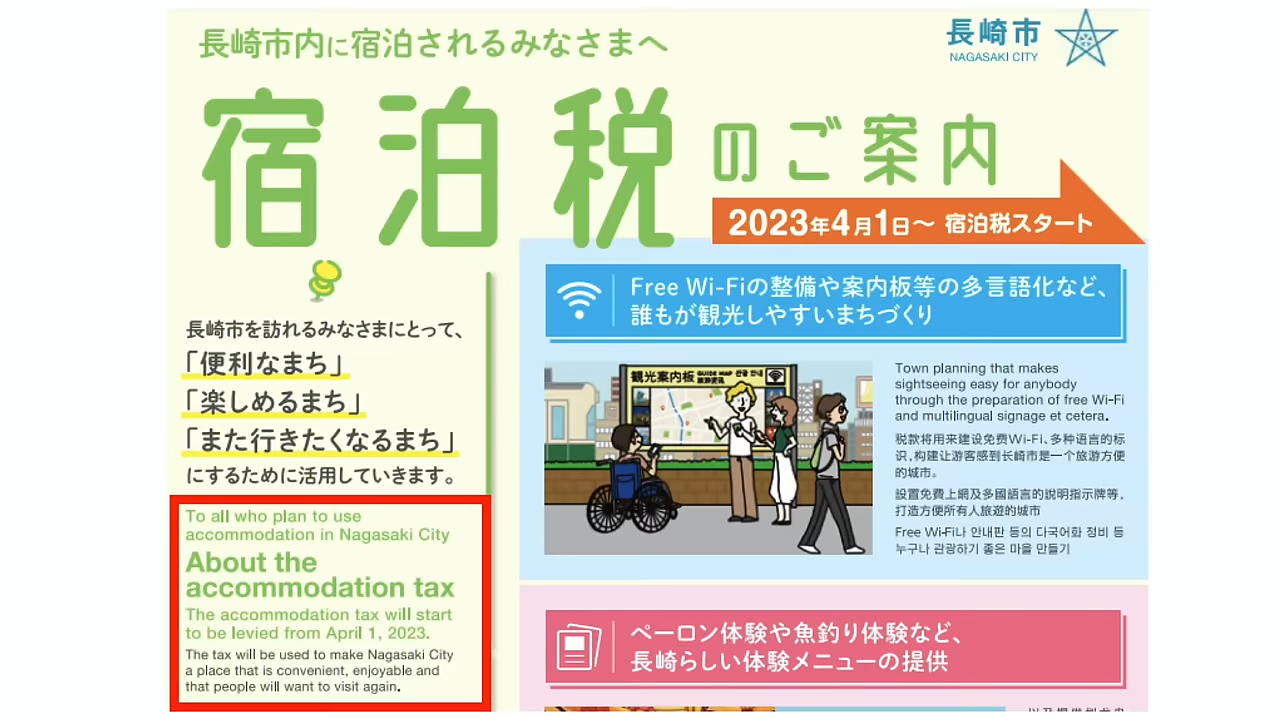 長崎市内に宿泊されるみなさまへ
長崎市
NAGASAKI CITY
宿泊税のご案内
2023年4月1日～ 宿泊税スタート
長崎市を訪れるみなさまにとって、
「便利なまち」
「楽しめるまち」
「また行きたくなるまち」
にするために活用していきます。
To all who plan to use
accommodation in Nagasaki City
About the
accommodation tax
The accommodation tax will start
to be levied from April 1, 2023.
The tax will be used to make Nagasaki City
a place that is convenient, enjoyable and
that people will want to visit again.
Free Wi-Fiの整備や案内板等の多言語化など、
誰もが観光しやすいまちづくり
観光案内板 GUIDE MAP 관광 안내
旅游资讯
Town planning that makes
sightseeing easy for anybody
through the preparation of free Wi-Fi
and multilingual signage et cetera.
税款将用来建设免费Wi-Fi、多种语言的标
识，构建让游客感到长崎市是一个旅游方便
的城市。
設置免費上網及多國語言的說明指示牌等，
打造方便所有人旅遊的城市
Free Wi-Fi나 안내판 등의 다국어화 정비 등
누구나 관광하기 좋은 마을 만들기
ペーロン体験や魚釣り体験など、
長崎らしい体験メニューの提供